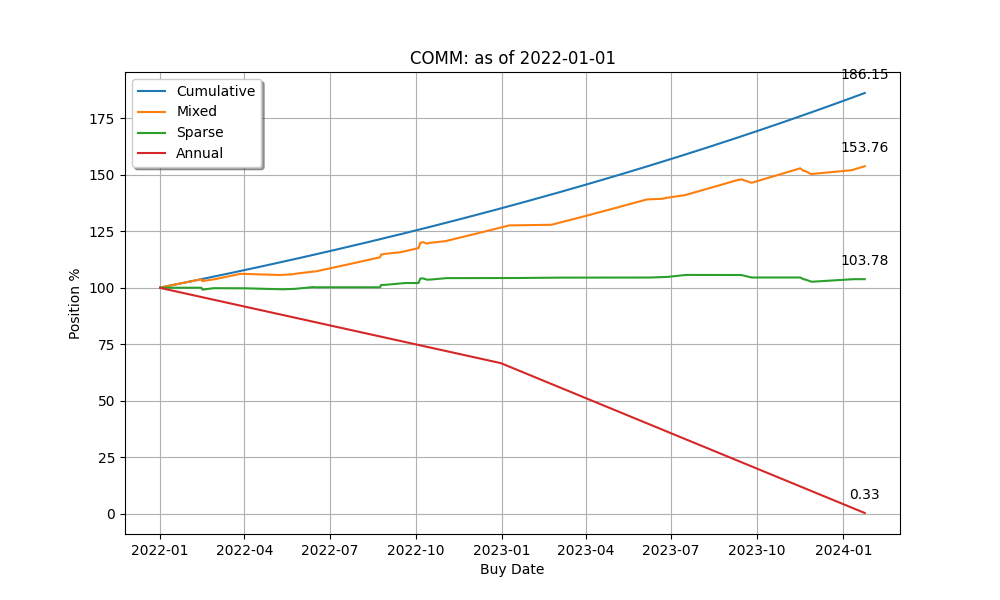 COMM: as of 2022-01-01
Cumulative
Mixed
Sparse
Annual
186.15
153.76
103.78
0.33
Position %
175
150
125
100
75
50
25
0
2022-01 2022-04 2022-07 2022-10 2023-01 2023-04 2023-07 2023-10 2024-01
Buy Date